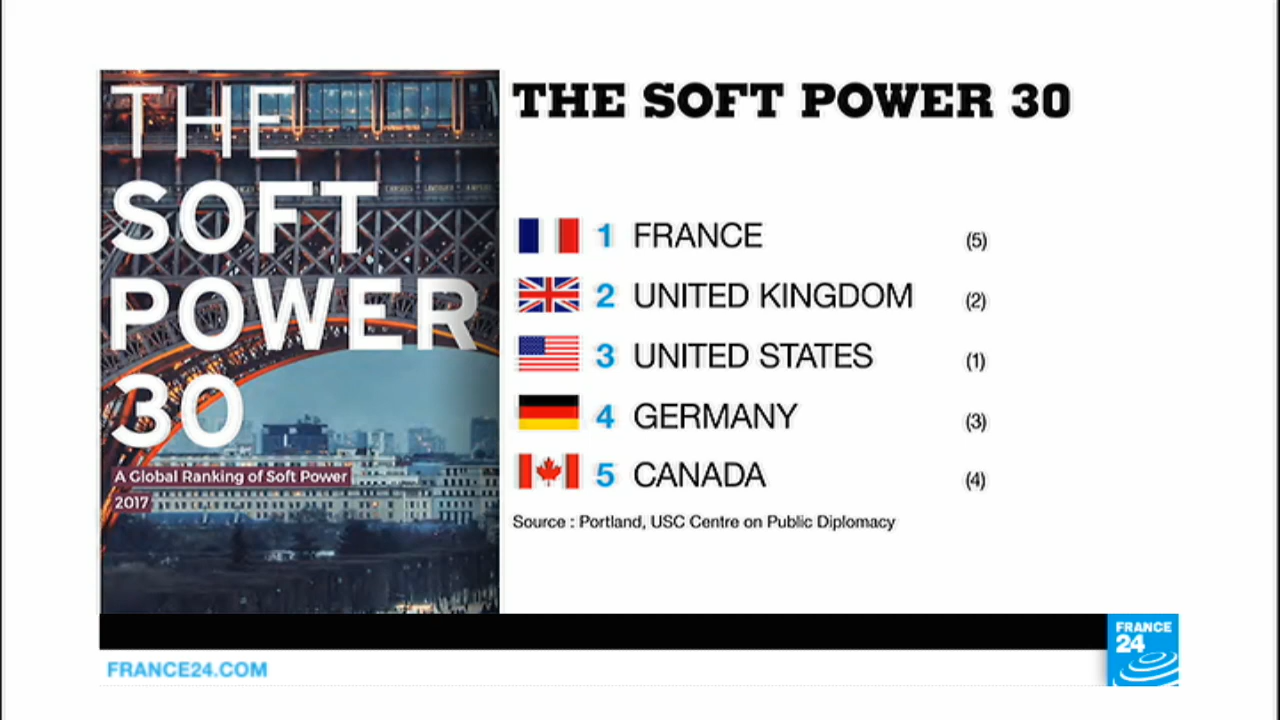 THE
SOFT
POWER
30
A Global Ranking of Soft Power
2017
THE SOFT POWER 30
1 FRANCE (5)
2 UNITED KINGDOM (2)
3 UNITED STATES (1)
4 GERMANY (3)
5 CANADA (4)
Source : Portland, USC Centre on Public Diplomacy
FRANCE24.COM
FRANCE
24